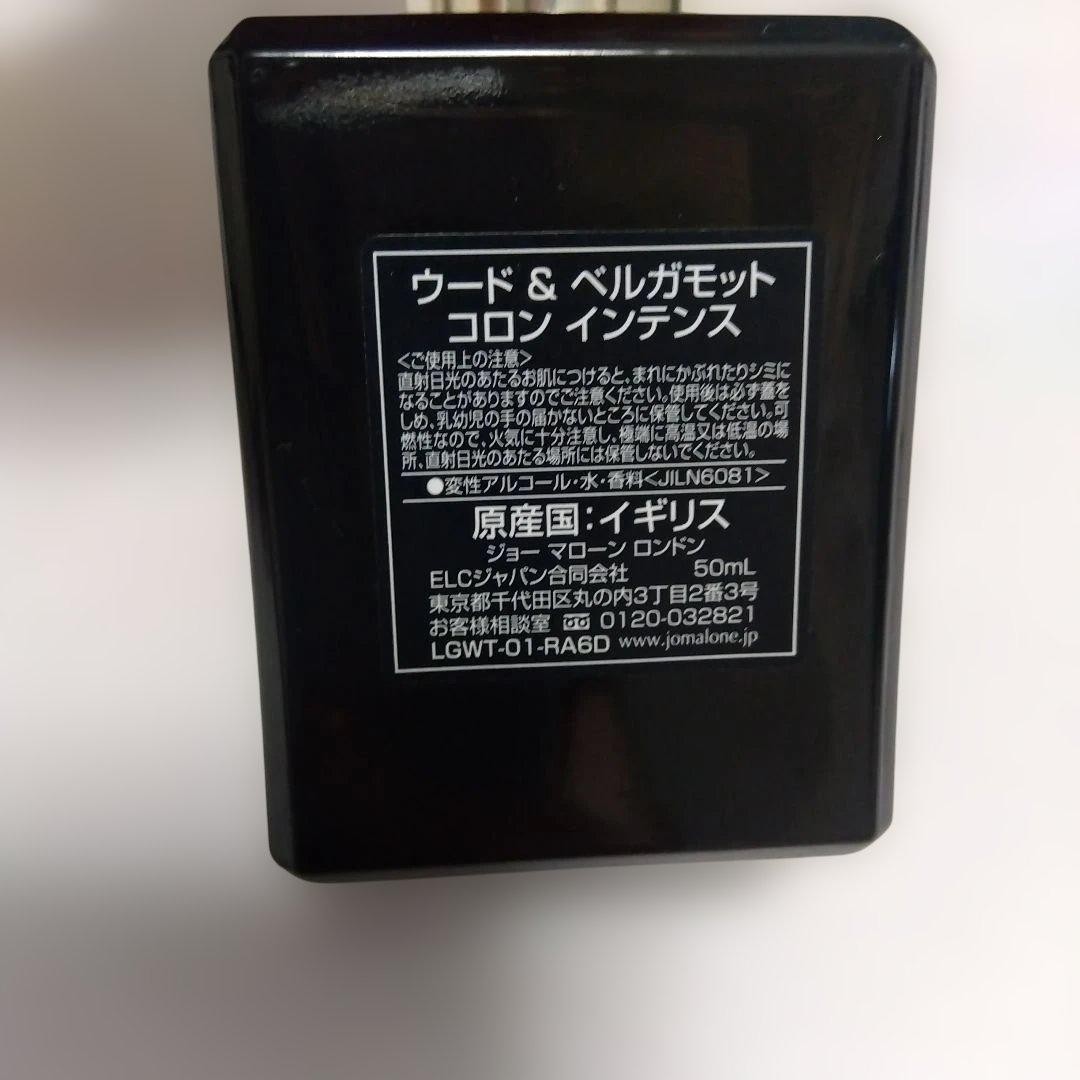 ウード & ベルガモット
コロン インテンス
<ご使用上の注意>
直射日光のあたるお肌につけると、まれにかぶれたりシミに
なることがありますのでご注意ください。使用後は必ず蓋を
しめ、乳幼児の手の届かないところに保管してください。可
燃性なので、火気に十分注意し、極端に高温又は低温の場
所、直射日光のあたる場所には保管しないでください。
●変性アルコール・水・香料<JILN6081>
原産国：イギリス
ジョー マローン ロンドン
ELCジャパン合同会社 50mL
東京都千代田区丸の内3丁目2番3号
お客様相談室 0120-032821
LGWT-01-RA6D www.jomalone.jp